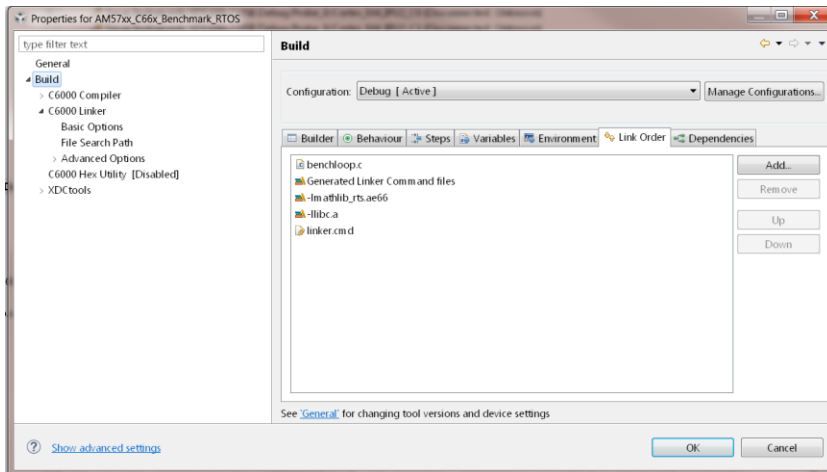 Properties for AM57xx_C66x_Benchmark_RTOS
type filter text
General
Build
C6000 Compiler
C6000 Linker
Basic Options
File Search Path
Advanced Options
C6000 Hex Utility [Disabled]
XDCtools
Build
Configuration: Debug [ Active ]
Manage Configurations...
Builder Behaviour Steps Variables Environment Link Order Dependencies
benchloop.c
Generated Linker Command files
-lmathlib_rts.ae66
-llibc.a
linker.cmd
Add...
Remove
Up
Down
See 'General' for changing tool versions and device settings
Show advanced settings
OK Cancel